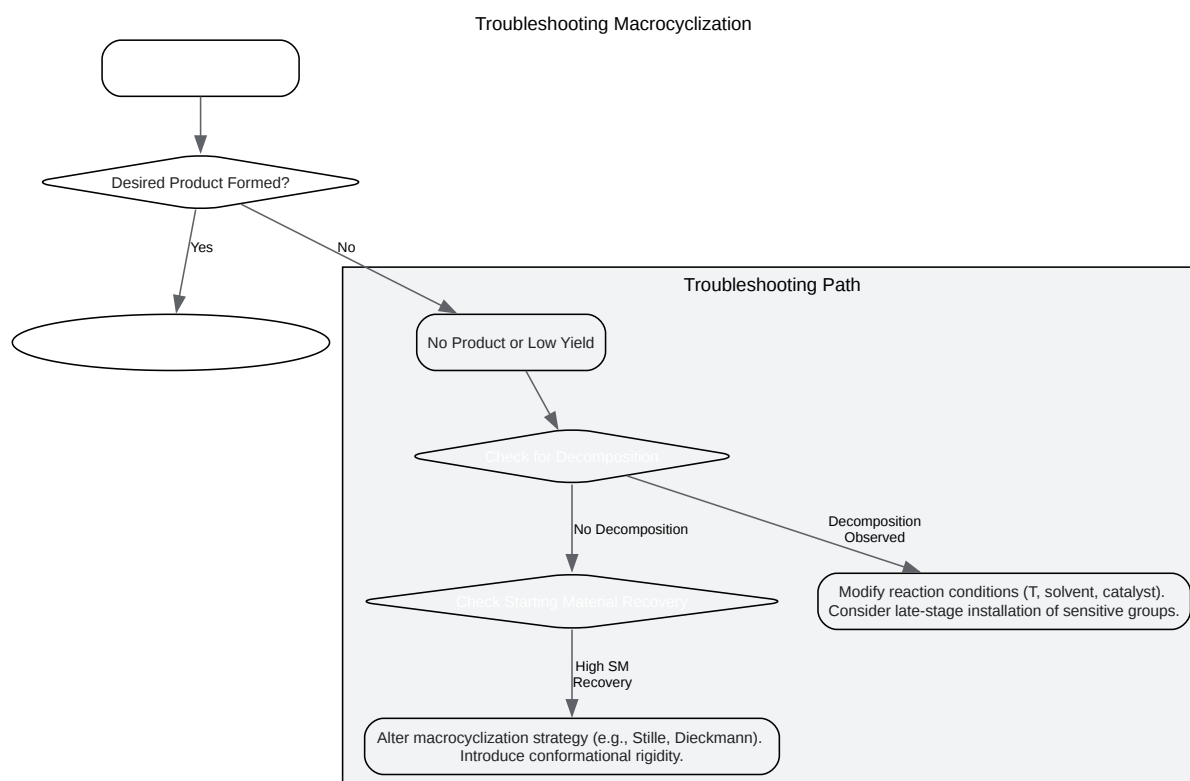 Troubleshooting Macrocyclization
Desired Product Formed?
Yes
No
Troubleshooting Path
No Product or Low Yield
Check for Decomposition
No Decomposition
Decomposition
Observed
Check Starting Material Recovery
Modify reaction conditions (T, solvent, catalyst).
Consider late-stage installation of sensitive groups.
High SM
Recovery
Alter macrocyclization strategy (e.g., Stille, Dieckmann).
Introduce conformational rigidity.